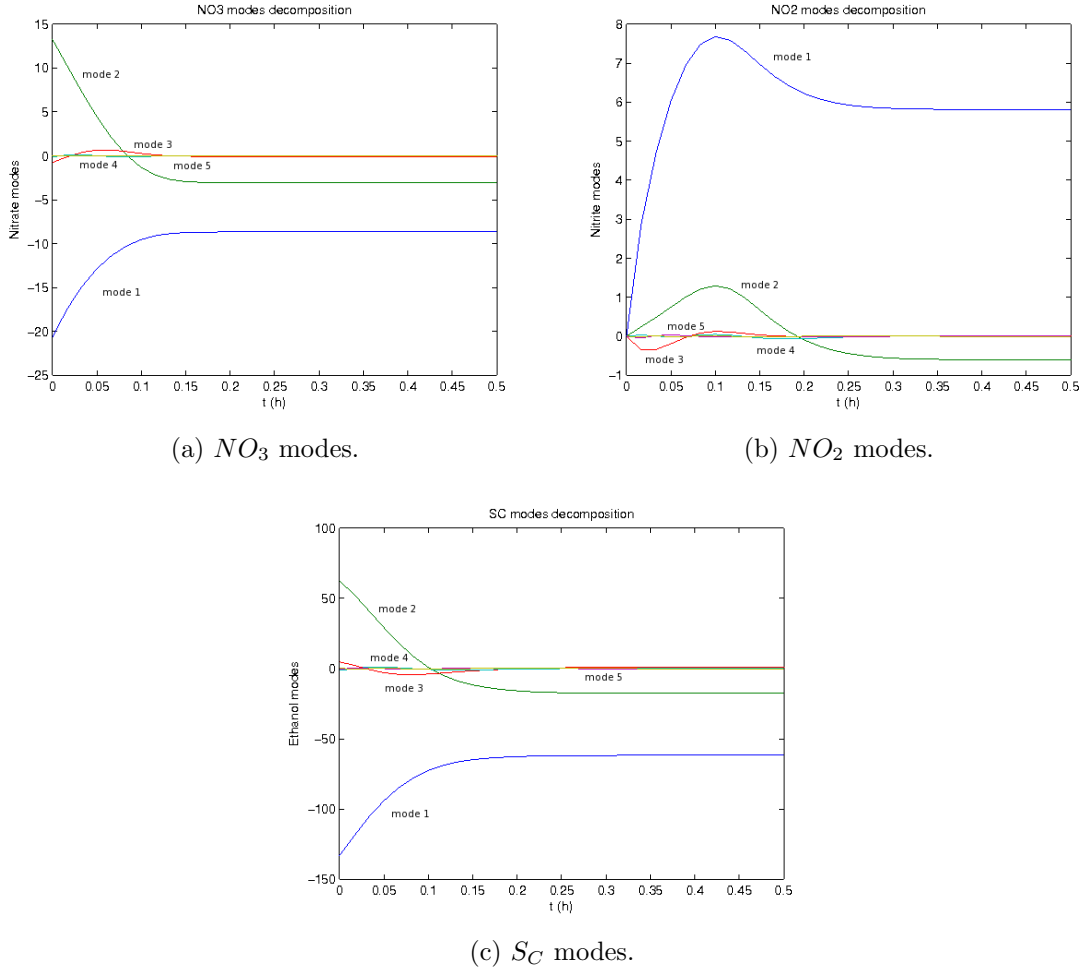 NO3 modes decomposition
Nitrate modes
15
10
5
0
−5
−10
−15
−20
−25
mode 2
mode 3
mode 4
mode 5
mode 1
0 0.05 0.1 0.15 0.2 0.25 0.3 0.35 0.4 0.45 0.5
t (h)
(a) NO3 modes.
NO2 modes decomposition
Nitrite modes
8
7
6
5
4
3
2
1
0
−1
mode 1
mode 2
mode 5
mode 3
mode 4
0 0.05 0.1 0.15 0.2 0.25 0.3 0.35 0.4 0.45 0.5
t (h)
(b) NO2 modes.
SC modes decomposition
Ethanol modes
100
50
0
−50
−100
−150
mode 2
mode 4
mode 3
mode 5
mode 1
0 0.05 0.1 0.15 0.2 0.25 0.3 0.35 0.4 0.45 0.5
t (h)
(c) SC modes.